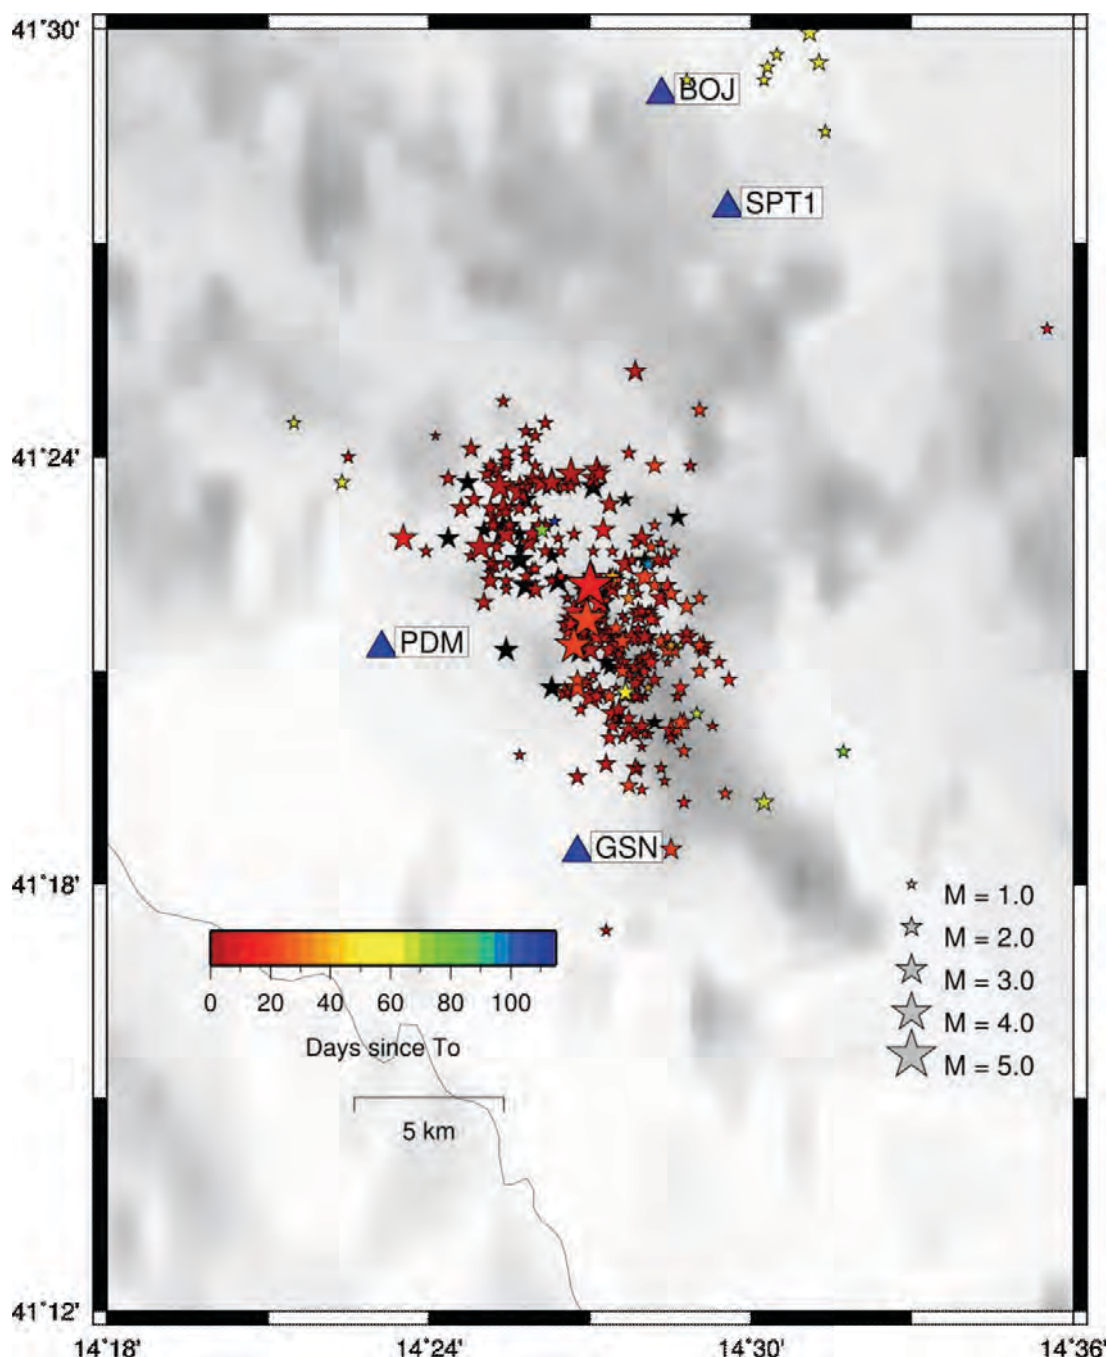 41°30'
BOJ
SPT1
41°24'
PDM
GSN
41°18'
M = 1.0
M = 2.0
M = 3.0
M = 4.0
M = 5.0
0 20 40 60 80 100
Days since To
5 km
41°12'
14°18' 14°24' 14°30' 14°36'